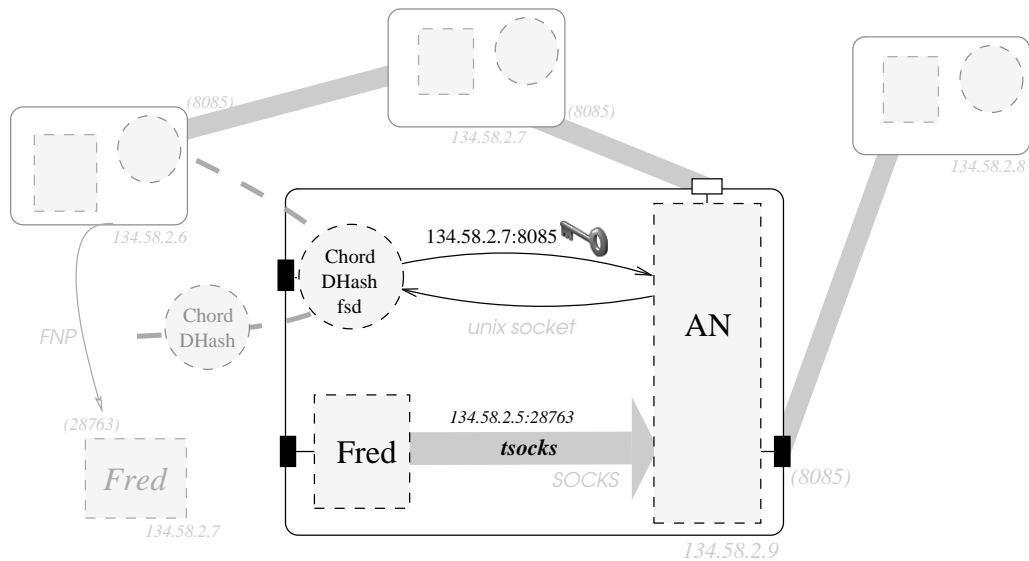 (8085)
134.58.2.7
(8085)
134.58.2.8
134.58.2.6
Chord
DHash
fsd
134.58.2.7:8085
unix socket
AN
Chord
DHash
FNP
(28763)
Fred
134.58.2.7
Fred
134.58.2.5:28763
tsocks
SOCKS
(8085)
134.58.2.9